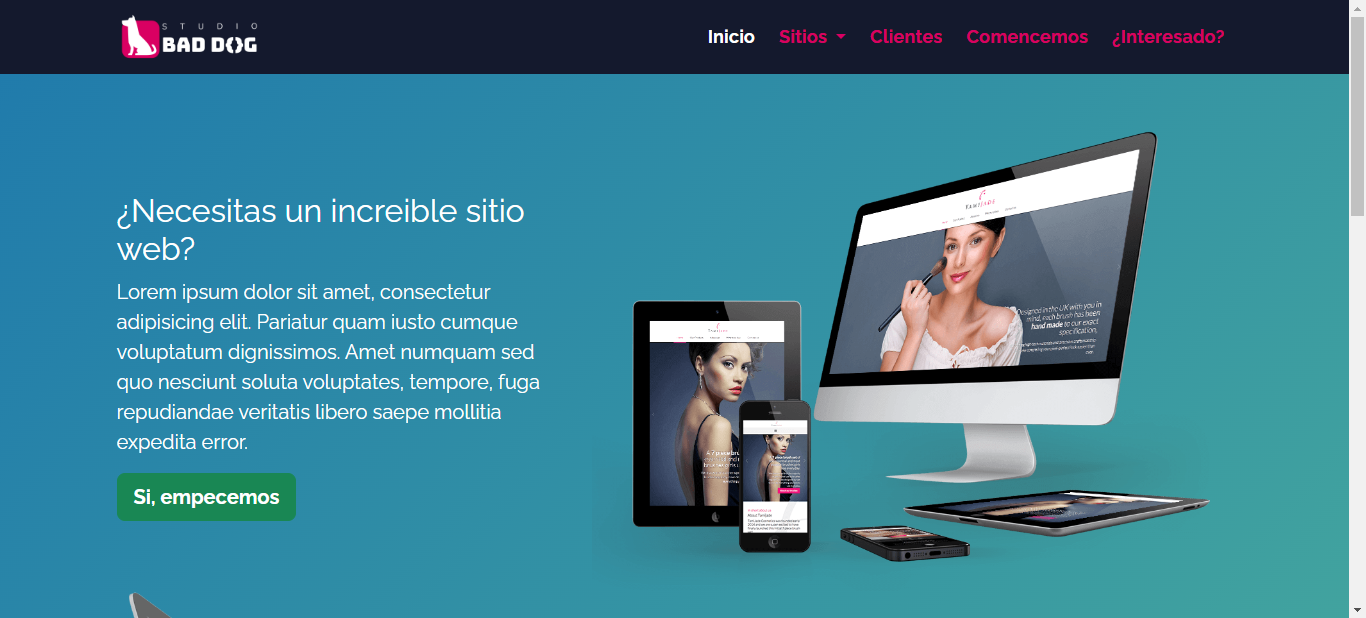 STUDIO
BAD DOG
Inicio Sitios Clientes Comencemos ¿Interesado?
¿Necesitas un increible sitio
web?
Lorem ipsum dolor sit amet, consectetur
adipisicing elit. Pariatur quam iusto cumque
voluptatum dignissimos. Amet numquam sed
quo nesciunt soluta voluptates, tempore, fuga
repudiandae veritatis libero saepe mollitia
expedita error.
Si, empecemos
Designed in the UK with you in
mind, each brush has been
hand made to our exact
specification,